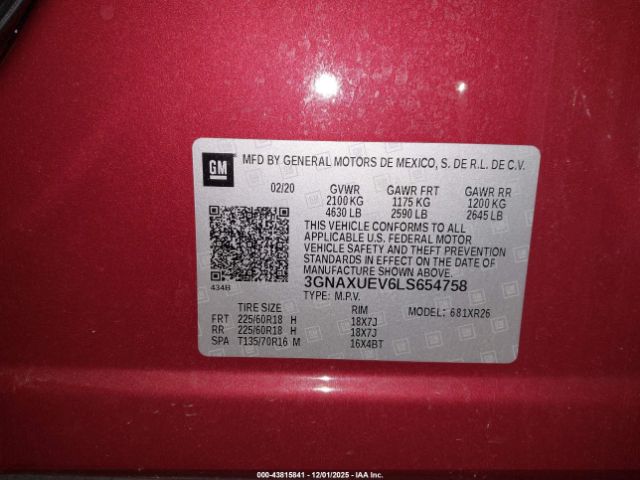 GM
MFD BY GENERAL MOTORS DE MEXICO, S. DE R.L. DE C.V.
02/20 GVWR GAWR FRT GAWR RR
2100 KG 1175 KG 1200 KG
4630 LB 2590 LB 2645 LB
THIS VEHICLE CONFORMS TO ALL
APPLICABLE U.S. FEDERAL MOTOR
VEHICLE SAFETY AND THEFT PREVENTION
STANDARDS IN EFFECT ON THE DATE OF
MANUFACTURE SHOWN ABOVE.
434B 3GNAXUEV6LS654758
TYPE: M.P.V. MODEL: 681XR26
TIRE SIZE RIM
FRT 225/60R18 H 18X7J
RR 225/60R18 H 18X7J
SPA T135/70R16 M 16X4BT
000-43815841 - 12/01/2025 - IAA Inc.